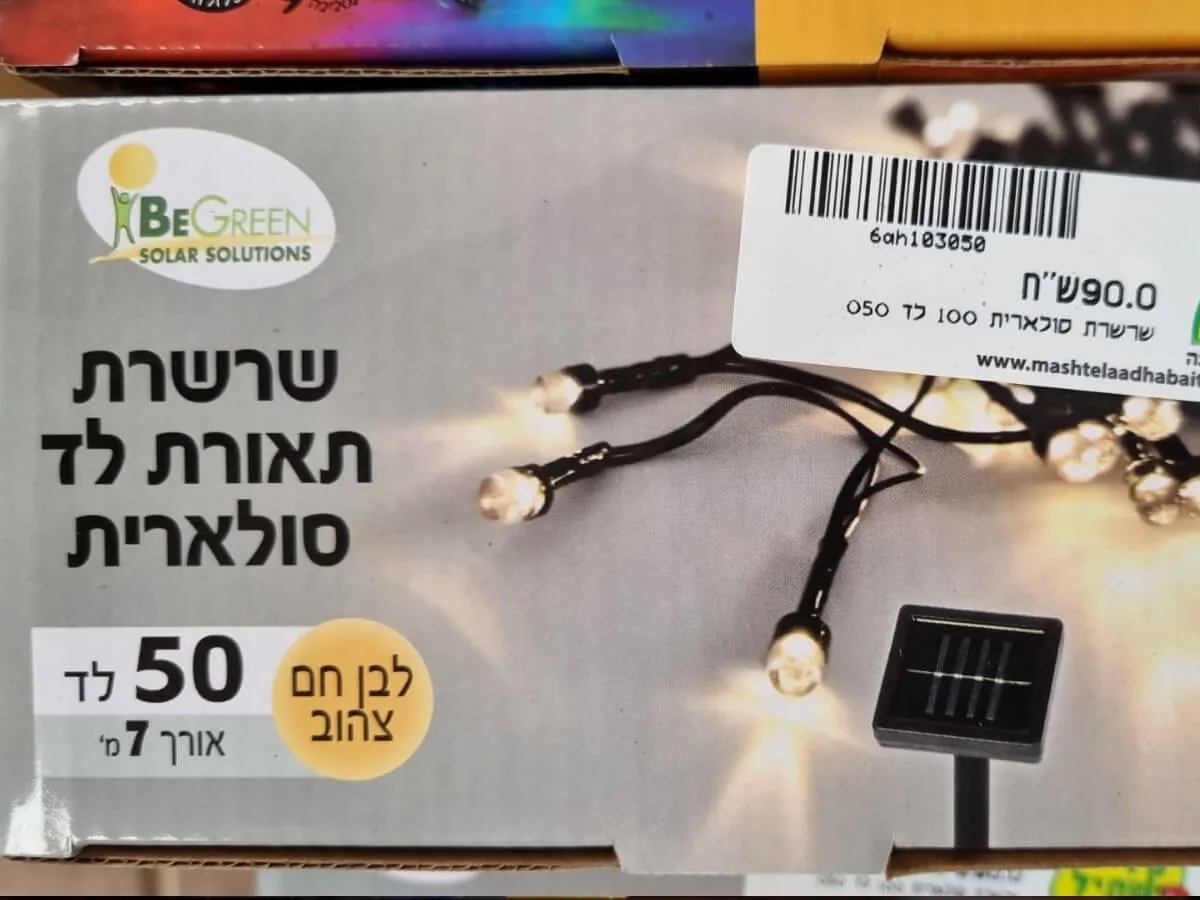 BeGreen
SOLAR SOLUTIONS
שרשרת
תאורת לד
סולארית
50 לד
אורך 7 מ'
לבן חם
צהוב
6ah103050
90.0ש"ח
שרשרת סולארית 100 לד 050
www.mashtelaadhabait